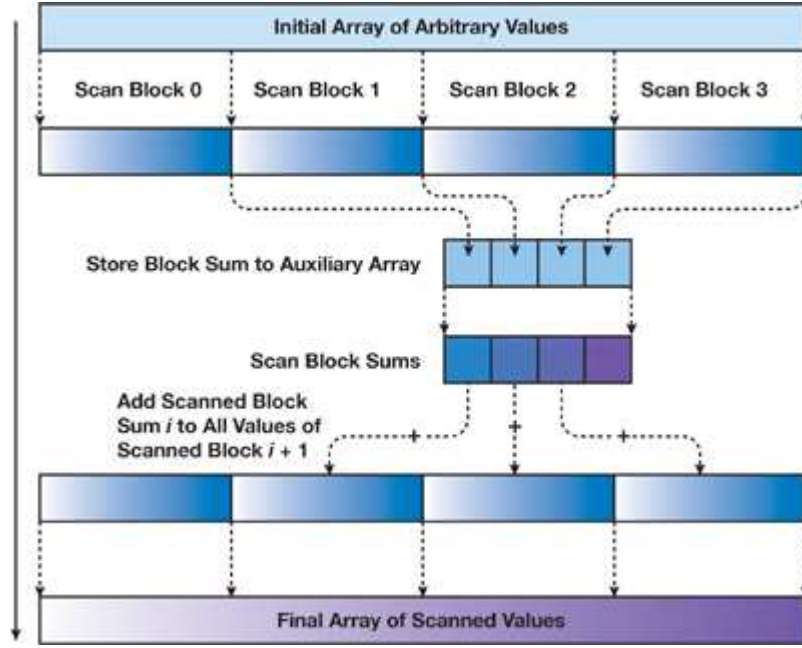 Initial Array of Arbitrary Values
Scan Block 0 Scan Block 1 Scan Block 2 Scan Block 3
Store Block Sum to Auxiliary Array
Scan Block Sums
Add Scanned Block
Sum i to All Values of
Scanned Block i + 1
+ + +
Final Array of Scanned Values